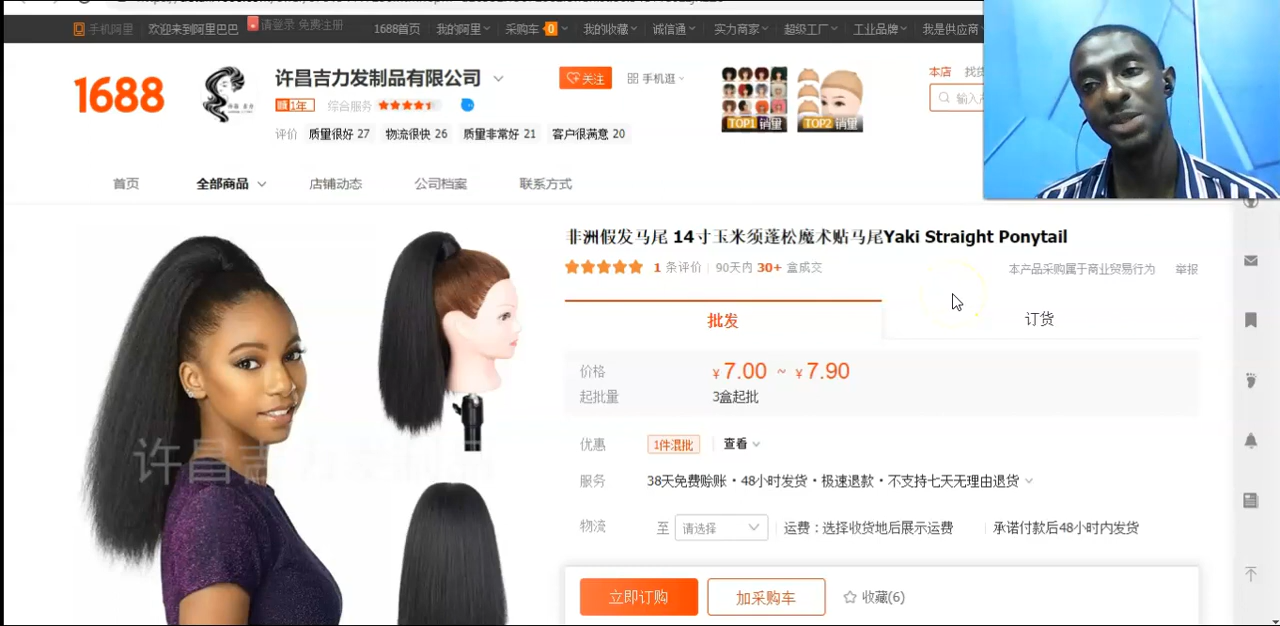 手机阿里 欢迎来到阿里巴巴 请登录 免费注册 1688首页 我的阿里 采购车 0 我的收藏 诚信通 实力商家 超级工厂 工业品牌 我是供应商
1688
许昌吉力发制品有限公司
关注
手机逛
1年 综合服务
评价 质量很好 27 物流很快 26 质量非常好 21 客户很满意 20
TOP1 销量
TOP2 销量
本店 找货
首页 全部商品 店铺动态 公司档案 联系方式
非洲假发马尾 14寸玉米须蓬松魔术贴马尾Yaki Straight Ponytail
1 条评价 90天内 30+ 盒成交
本产品采购属于商业贸易行为 举报
批发
订货
价格 ¥ 7.00 ~ ¥ 7.90
起批量 3盒起批
优惠 1件混批 查看
服务 38天免费赊账·48小时发货·极速退款·不支持七天无理由退货
物流 至 请选择 运费：选择收货地后展示运费 承诺付款后48小时内发货
立即订购 加采购车 收藏(6)
许昌吉力发制品